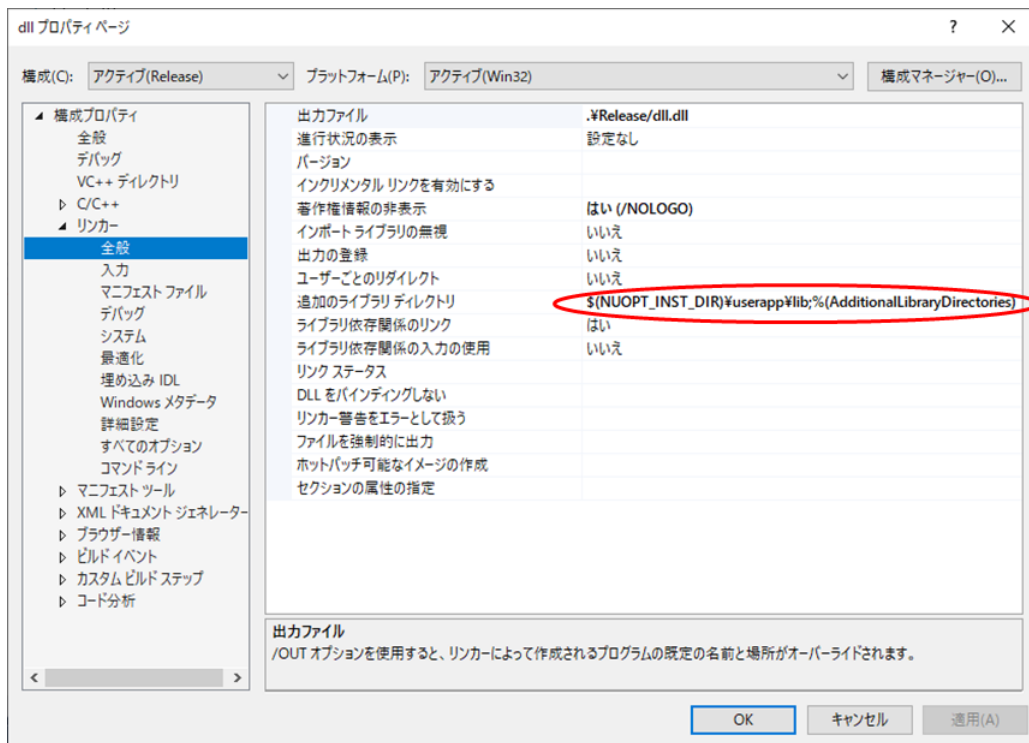 dll プロパティ ページ
? ×
構成(C): アクティブ(Release) プラットフォーム(P): アクティブ(Win32) 構成マネージャー(O)...
構成プロパティ
全般
デバッグ
VC++ ディレクトリ
C/C++
リンカー
全般
入力
マニフェスト ファイル
デバッグ
システム
最適化
埋め込み IDL
Windows メタデータ
詳細設定
すべてのオプション
コマンド ライン
マニフェスト ツール
XML ドキュメント ジェネレーター
ブラウザー情報
ビルド イベント
カスタム ビルド ステップ
コード分析
出力ファイル .¥Release/dll.dll
進行状況の表示 設定なし
バージョン
インクリメンタル リンクを有効にする
著作権情報の非表示 はい (/NOLOGO)
インポート ライブラリの無視 いいえ
出力の登録 いいえ
ユーザーごとのリダイレクト いいえ
追加のライブラリ ディレクトリ $(NUOPT_INST_DIR)¥userapp¥lib;%(AdditionalLibraryDirectories)
ライブラリ依存関係のリンク はい
ライブラリ依存関係の入力の使用 いいえ
リンク ステータス
DLL をバインディングしない
リンカー警告をエラーとして扱う
ファイルを強制的に出力
ホットパッチ可能なイメージの作成
セクションの属性の指定
出力ファイル
/OUT オプションを使用すると、リンカーによって作成されるプログラムの既定の名前と場所がオーバーライドされます。
OK キャンセル 適用(A)